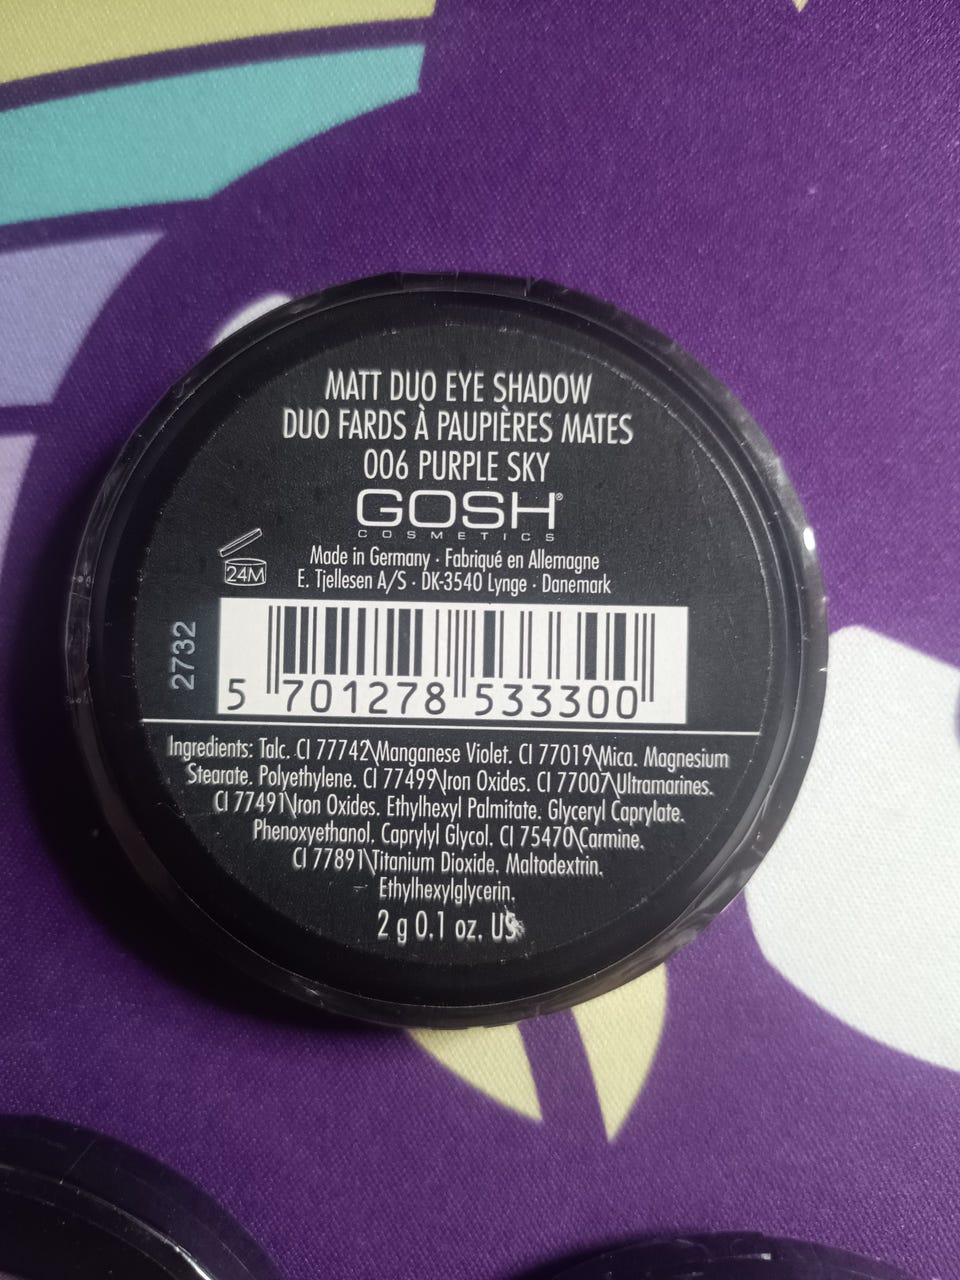 MATT DUO EYE SHADOW
DUO FARDS À PAUPIÈRES MATES
006 PURPLE SKY
GOSH®
COSMETICS
Made in Germany · Fabriqué en Allemagne
E. Tjellesen A/S · DK-3540 Lynge · Danemark
24M
2732
5 701278 533300
Ingredients: Talc. CI 77742\Manganese Violet. CI 77019\Mica. Magnesium
Stearate. Polyethylene. CI 77499\Iron Oxides. CI 77007\Ultramarines.
CI 77491\Iron Oxides. Ethylhexyl Palmitate. Glyceryl Caprylate.
Phenoxyethanol. Caprylyl Glycol. CI 75470\Carmine.
CI 77891\Titanium Dioxide. Maltodextrin.
Ethylhexylglycerin.
2 g 0.1 oz. US